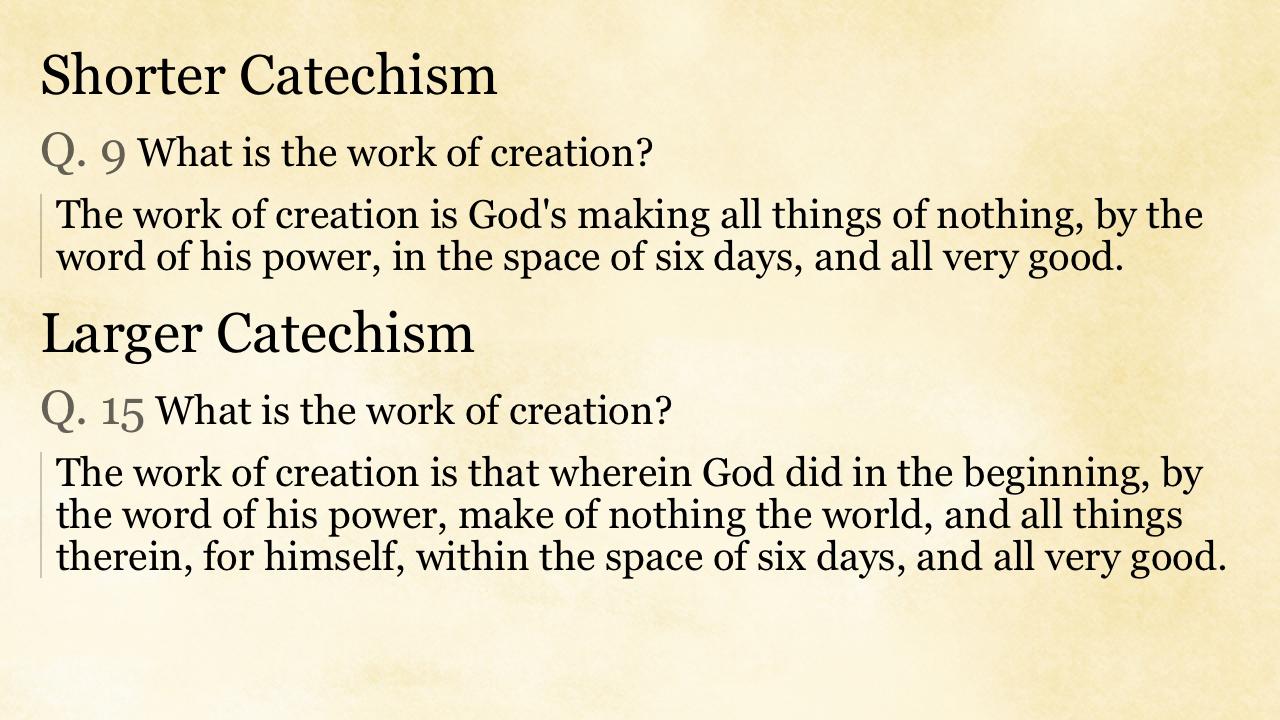 Shorter Catechism
Q. 9 What is the work of creation?
The work of creation is God's making all things of nothing, by the
word of his power, in the space of six days, and all very good.
Larger Catechism
Q. 15 What is the work of creation?
The work of creation is that wherein God did in the beginning, by
the word of his power, make of nothing the world, and all things
therein, for himself, within the space of six days, and all very good.